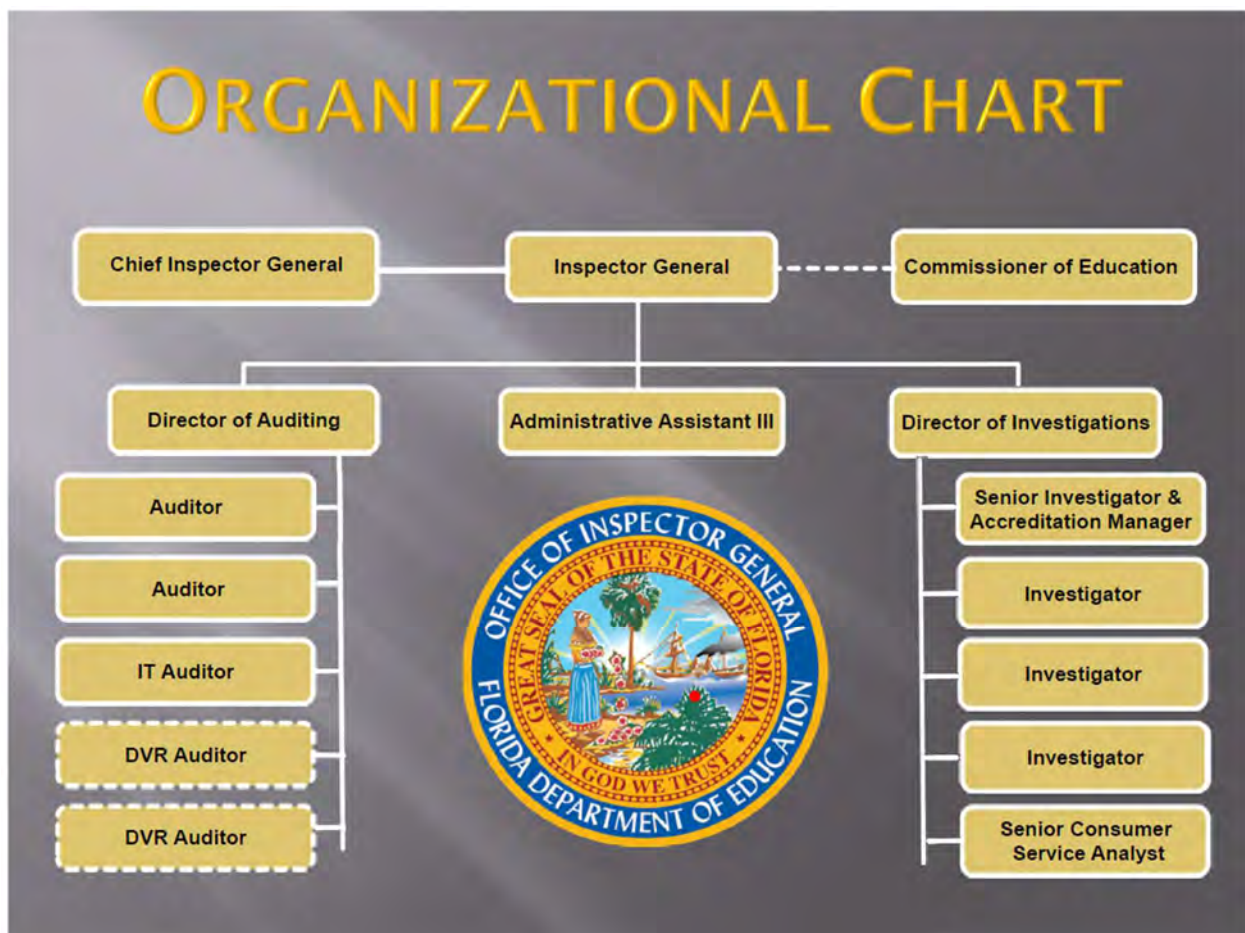 ORGANIZATIONAL CHART
Chief Inspector General
Inspector General
Commissioner of Education
Director of Auditing
Administrative Assistant III
Director of Investigations
Auditor
Auditor
IT Auditor
DVR Auditor
DVR Auditor
Senior Investigator &
Accreditation Manager
Investigator
Investigator
Investigator
Senior Consumer
Service Analyst
OFFICE OF INSPECTOR GENERAL
FLORIDA DEPARTMENT OF EDUCATION
GREAT SEAL OF THE STATE OF FLORIDA
IN GOD WE TRUST